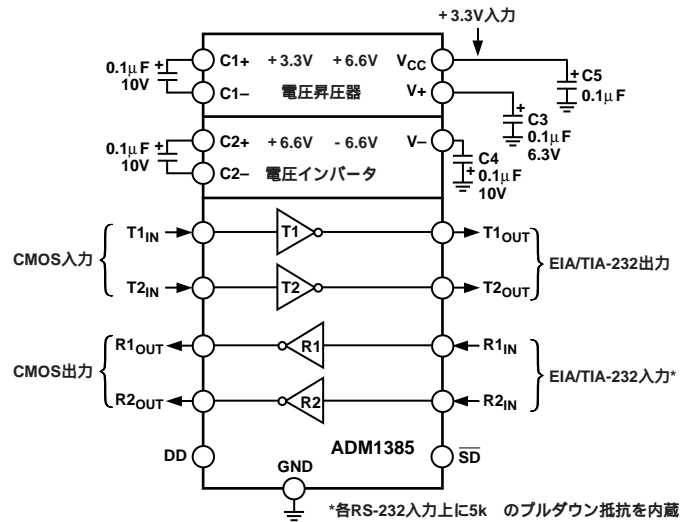 +3.3V入力
0.1μF
10V
C1+ +3.3V +6.6V VCC
C1– 電圧昇圧器 V+
C5
0.1μF
C3
0.1μF
6.3V
0.1μF
10V
C2+ +6.6V - 6.6V V–
C2– 電圧インバータ
C4
0.1μF
10V
CMOS入力
T1IN T1 T1OUT
T2IN T2 T2OUT
EIA/TIA-232出力
CMOS出力
R1OUT R1 R1IN
R2OUT R2 R2IN
EIA/TIA-232入力*
ADM1385
DD GND SD
*各RS-232入力上に5k のプルダウン抵抗を内蔵